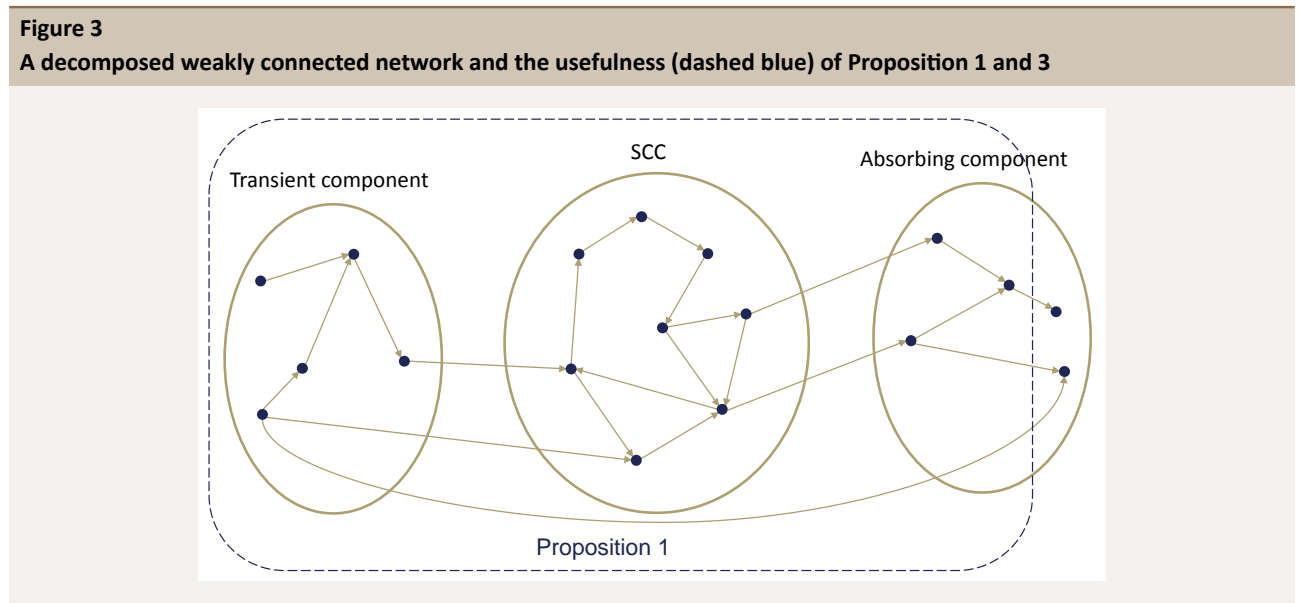 Figure 3
A decomposed weakly connected network and the usefulness (dashed blue) of Proposition 1 and 3
SCC
Absorbing component
Transient component
Proposition 1